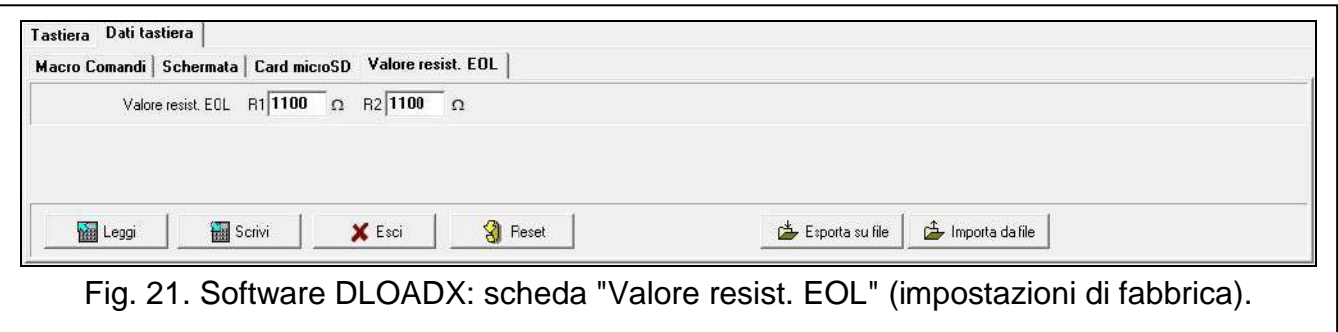 Tastiera Dati tastiera
Macro Comandi Schermata Card microSD Valore resist. EOL
Valore resist. EOL R1 1100 Ω R2 1100 Ω
Leggi Scrivi Esci Reset Esporta su file Importa da file
Fig. 21. Software DLOADX: scheda "Valore resist. EOL" (impostazioni di fabbrica).